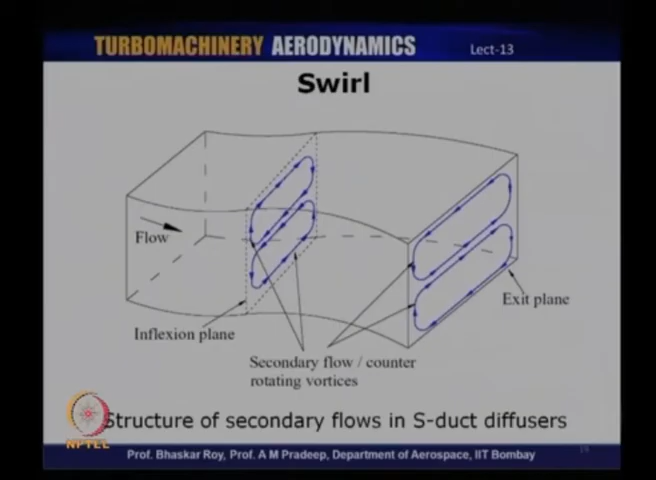 TURBOMACHINERY AERODYNAMICS
Lect-13
Swirl
Flow
Exit plane
Inflexion plane
Secondary flow / counter
rotating vortices
Structure of secondary flows in S-duct diffusers
NPTEL
Prof. Bhaskar Roy, Prof. A M Pradeep, Department of Aerospace, IIT Bombay